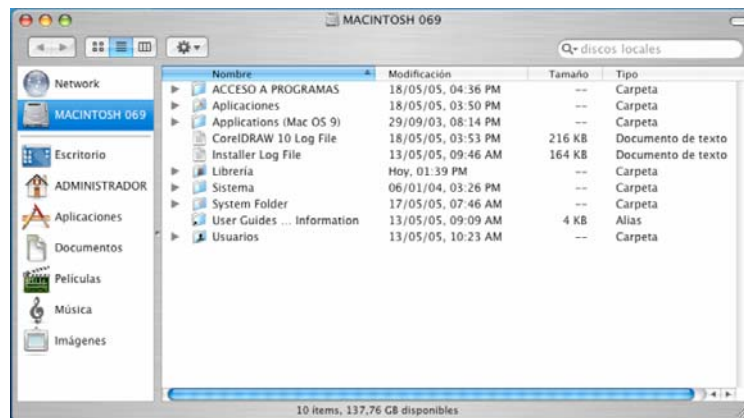 MACINTOSH 069
discos locales
Network
MACINTOSH 069
Escritorio
ADMINISTRADOR
Aplicaciones
Documentos
Películas
Música
Imágenes
Nombre Modificación Tamaño Tipo
ACCESO A PROGRAMAS 18/05/05, 04:36 PM -- Carpeta
Aplicaciones 18/05/05, 03:50 PM -- Carpeta
Applications (Mac OS 9) 29/09/03, 08:14 PM -- Carpeta
CorelDRAW 10 Log File 18/05/05, 03:53 PM 216 KB Documento de texto
Installer Log File 13/05/05, 09:46 AM 164 KB Documento de texto
Librería Hoy, 01:39 PM -- Carpeta
Sistema 06/01/04, 03:26 PM -- Carpeta
System Folder 17/05/05, 07:46 AM -- Carpeta
User Guides ... Information 13/05/05, 09:09 AM 4 KB Alias
Usuarios 13/05/05, 10:23 AM -- Carpeta
10 ítems, 137,76 GB disponibles